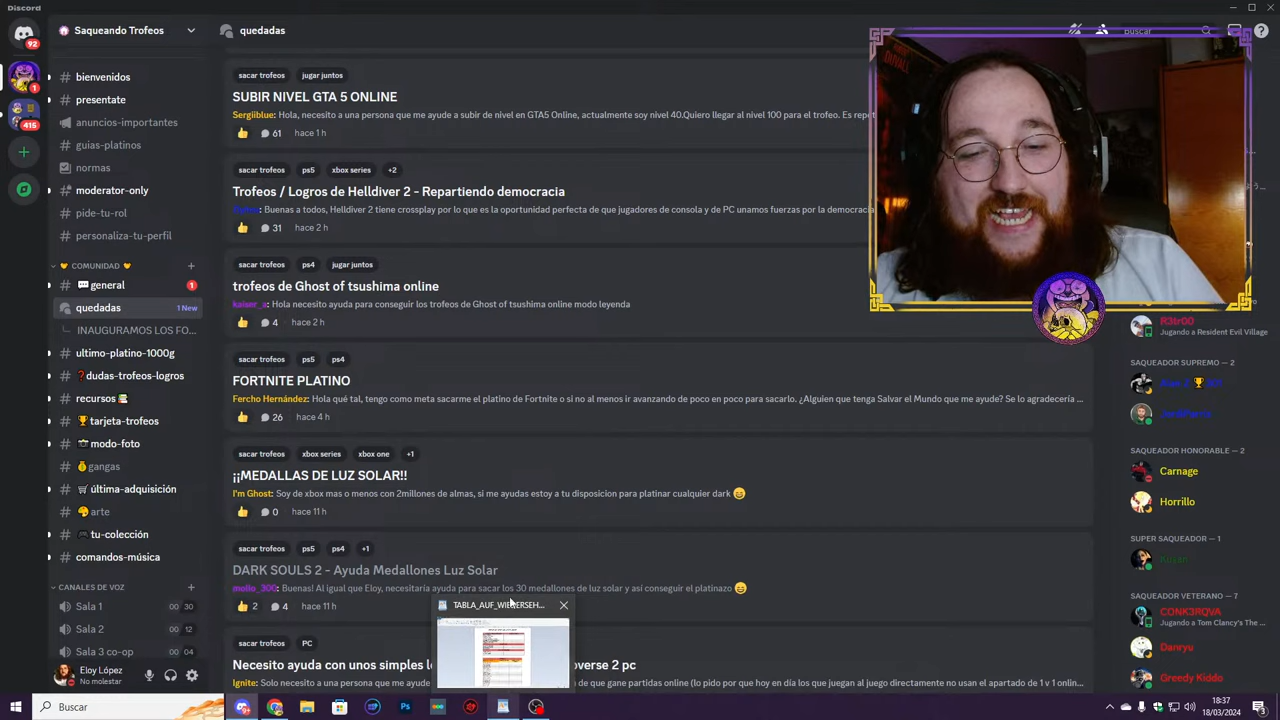 Discord
Saqueando Trofeos
quedadas
buscar
92
1
415
bienvenidos
presentate
anuncios-importantes
guias-platinos
normas
moderator-only
pide-tu-rol
personaliza-tu-perfil
COMUNIDAD
general
1
quedadas
1 New
INAUGURAMOS LOS FO...
ultimo-platino-1000g
dudas-trofeos-logros
recursos
tarjeta-trofeos
modo-foto
gangas
última-adquisición
arte
tu-colección
comandos-música
CANALES DE VOZ
Sala 1
00 30
Sala 2
00 12
Sala 3 co-op
00 04
Eloy López
No molestar
sacar trofeos jugar juntos
SUBIR NIVEL GTA 5 ONLINE
Sergiiblue: Hola, necesito a una persona que me ayude a subir de nivel en GTA5 Online, actualmente soy nivel 40.Quiero llegar al nivel 100 para el trofeo. Es
61 hace 1 h
sacar trofeos ps5 xbox series +2
Trofeos / Logros de Helldiver 2 - Repartiendo democracia
: Buenas a todos, Helldiver 2 tiene crossplay por lo que es la oportunidad perfecta de que jugadores de consola y de PC unamos fuerzas por la democracia
31 hace 2 h
sacar trofeos ps4 jugar juntos
trofeos de Ghost of tsushima online
kaiser_a: Hola necesito ayuda para conseguir los trofeos de Ghost of tsushima online modo leyenda
4 hace 2 h
sacar trofeos ps5 ps4
FORTNITE PLATINO
Fercho Hernández: Hola qué tal, tengo como meta sacarme el platino de Fortnite o si no al menos ir avanzando de poco en poco para sacarlo. ¿Alguien que tenga Salvar el Mundo que me ayude? Se lo agradecería ...
26 hace 4 h
sacar trofeos xbox series xbox one +1
¡¡MEDALLAS DE LUZ SOLAR!!
I'm Ghost: Soy de xbox mas o menos con 2millones de almas, si me ayudas estoy a tu disposicion para platinar cualquier dark
0 hace 11 h
sacar trofeos ps5 ps4 +1
DARK SOULS 2 - Ayuda Medallones Luz Solar
molio_300: Buenas! Al igual que Eloy, necesitaría ayuda para sacar los 30 medallones de luz solar y así conseguir el platinazo
2 4 hace 11 h
TABLA_AUF_WIEDERSEH...
sacar trofeos PC
Necesito ayuda con unos simples l overse 2 pc
Ignite: Solo necesito a una persona que me ayude de que gane partidas online (lo pido por que hoy en día los que juegan al juego directamente no usan el apartado de 1 v 1 onlin...
R3tr00
Jugando a Resident Evil Village
SAQUEADOR SUPREMO — 2
SAQUEADOR HONORABLE — 2
Carnage
Horrillo
SUPER SAQUEADOR — 1
SAQUEADOR VETERANO — 7
CONK3RQVA
Jugando a Tom Clancy's The ...
Danryu
Greedy Kiddo
Buscar
18:37
18/03/2024